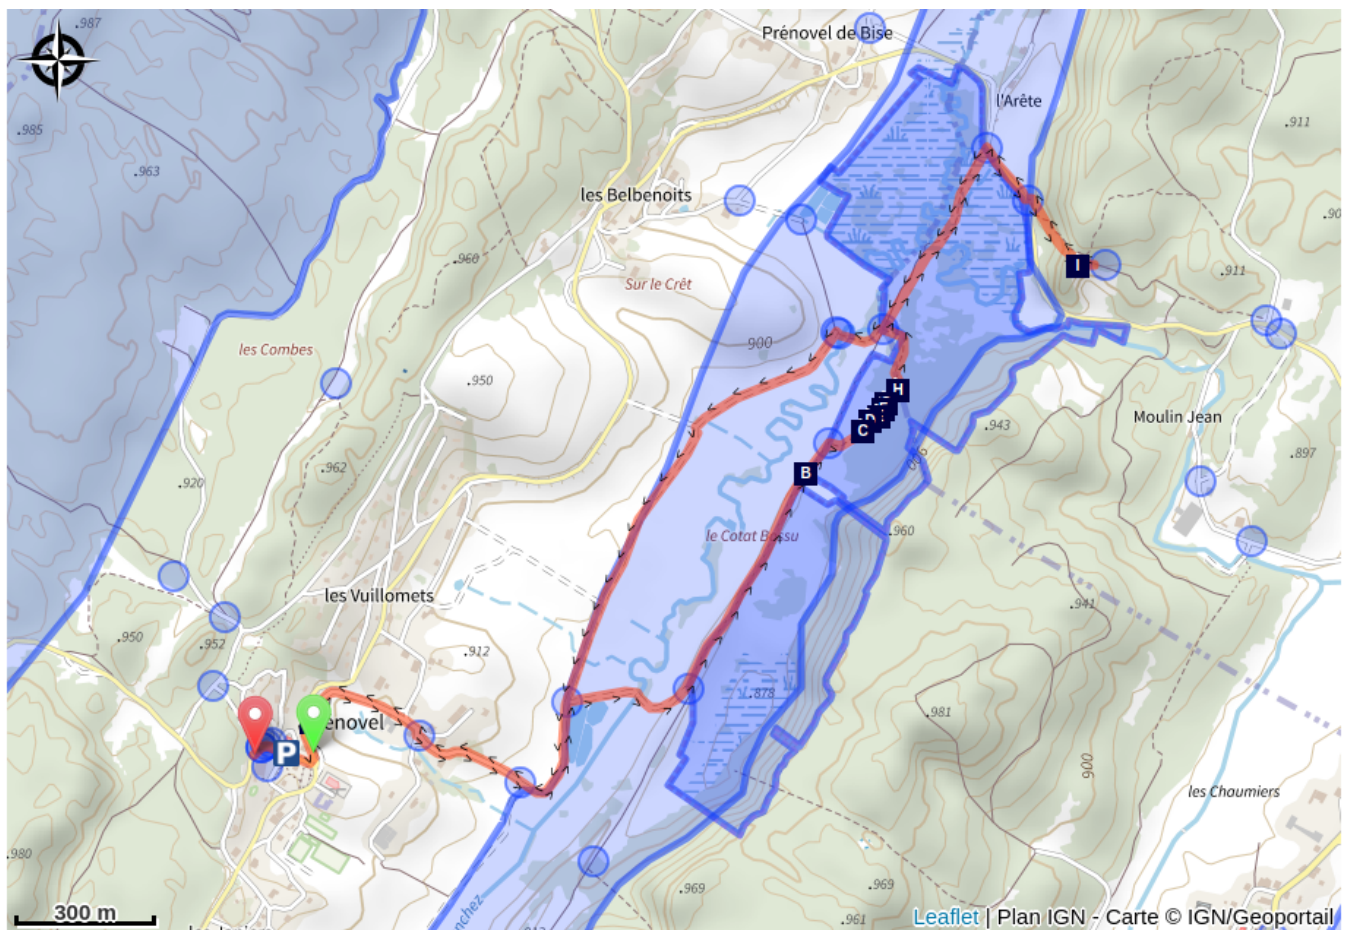 .987
Prénovel de Bise
l'Arête
.911
.985
.963
les Belbenoits
.960
Sur le Crêt
I
.911
900
les Combes
.950
H
C
B
Moulin Jean
.943
.897
.962
.920
le Cotat Bassu
.960
les Vuillomets
.941
.950
.952
.912
.878
.981
énovel
P
900
les Chaumiers
.980
.969
.969
.961
300 m
Leaflet | Plan IGN - Carte © IGN/Geoportail